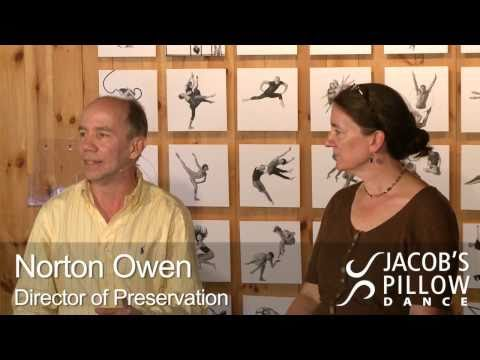 Norton Owen
Director of Preservation
JACOB'S
PILLOW
DANCE